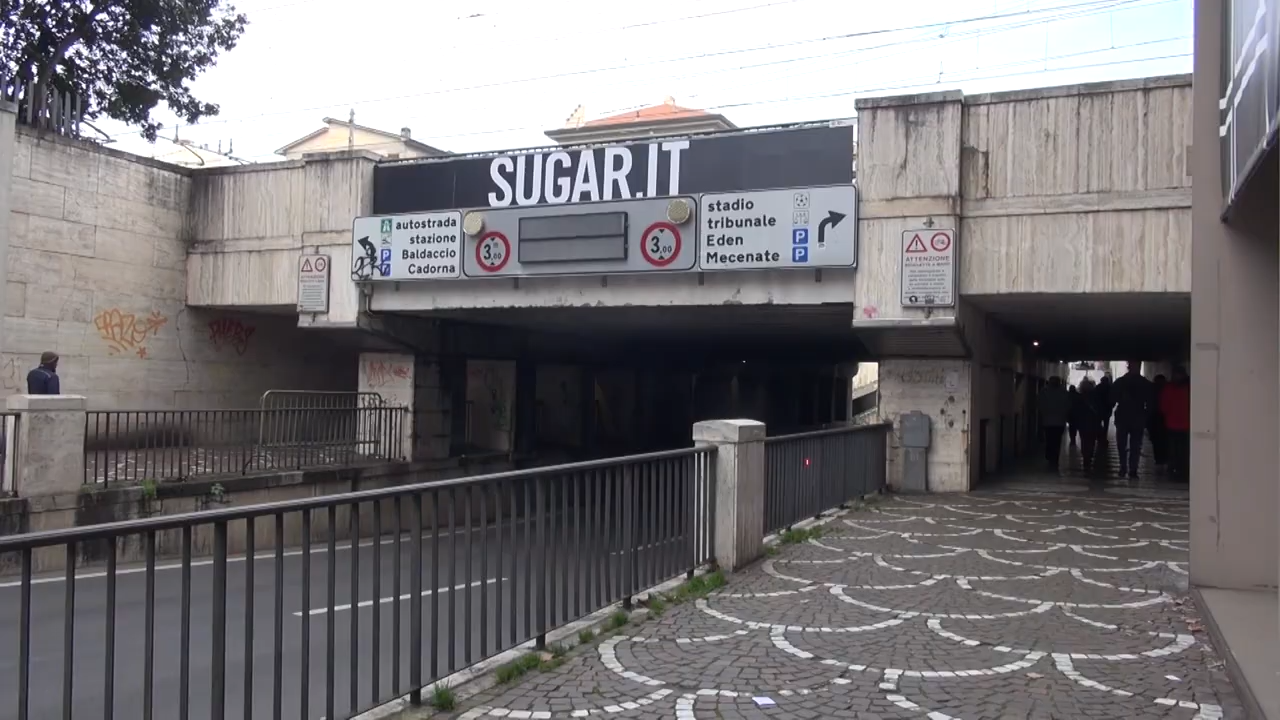 SUGAR.IT
A autostrada
stazione
P Baldaccio
P Cadorna
3,00
3,00
stadio
tribunale
P Eden
P Mecenate
ATTENZIONE